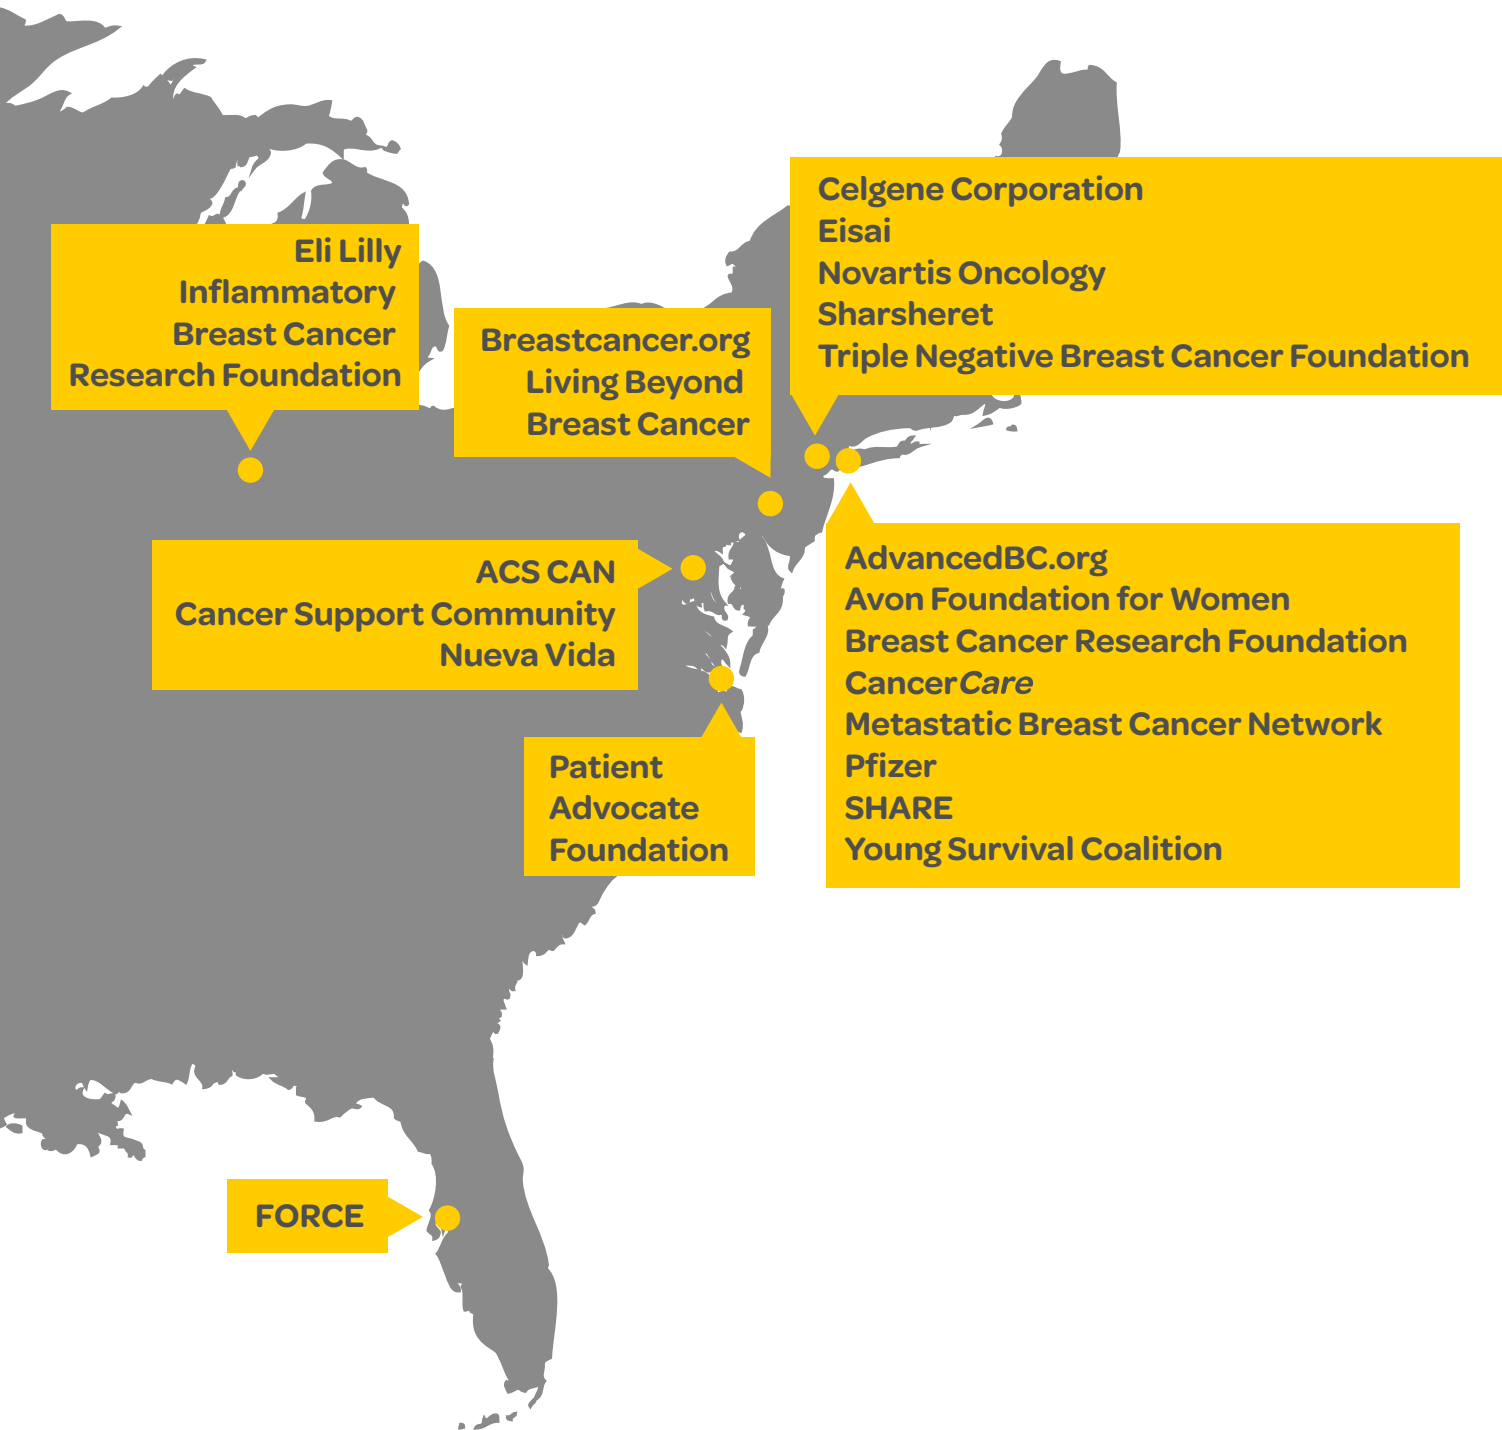 Celgene Corporation
Eisai
Novartis Oncology
Sharsheret
Triple Negative Breast Cancer Foundation
Eli Lilly
Inflammatory
Breast Cancer
Research Foundation
Breastcancer.org
Living Beyond
Breast Cancer
ACS CAN
Cancer Support Community
Nueva Vida
AdvancedBC.org
Avon Foundation for Women
Breast Cancer Research Foundation
CancerCare
Metastatic Breast Cancer Network
Pfizer
SHARE
Young Survival Coalition
Patient
Advocate
Foundation
FORCE